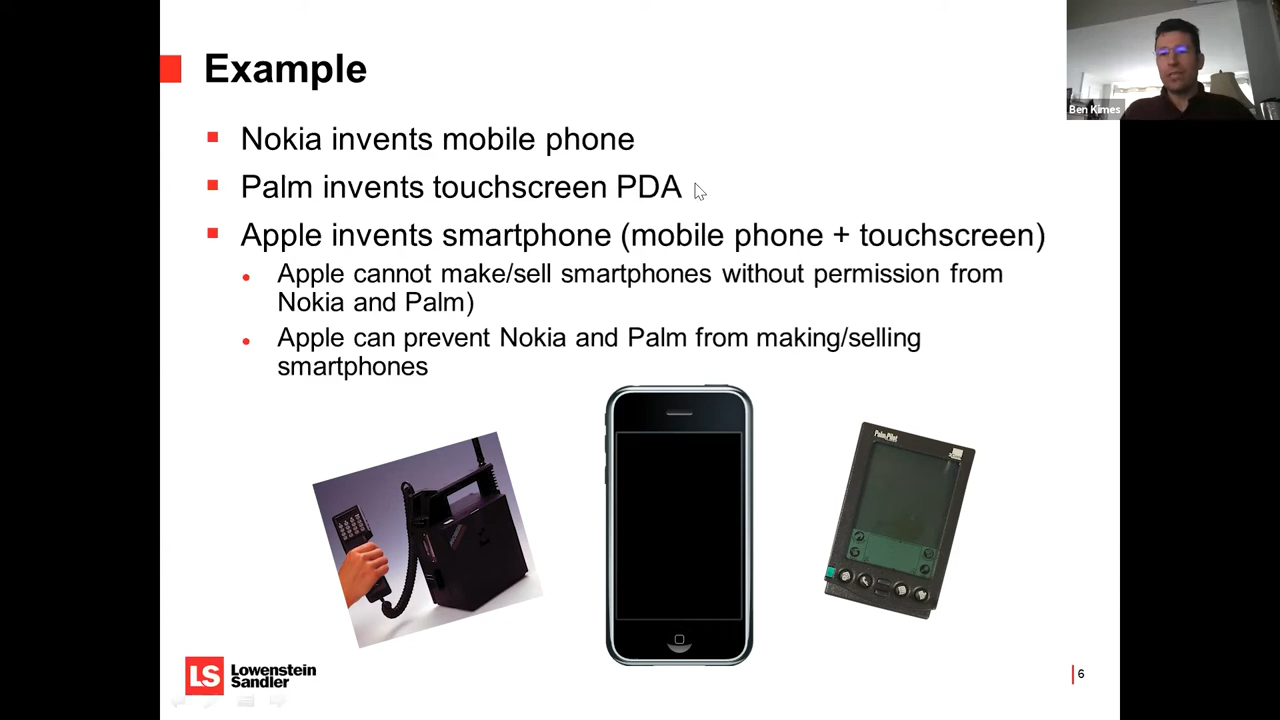 Example
Nokia invents mobile phone
Palm invents touchscreen PDA
Apple invents smartphone (mobile phone + touchscreen)
Apple cannot make/sell smartphones without permission from
Nokia and Palm)
Apple can prevent Nokia and Palm from making/selling
smartphones
PalmPilot
LS Lowenstein
Sandler
6
Ben Kimes